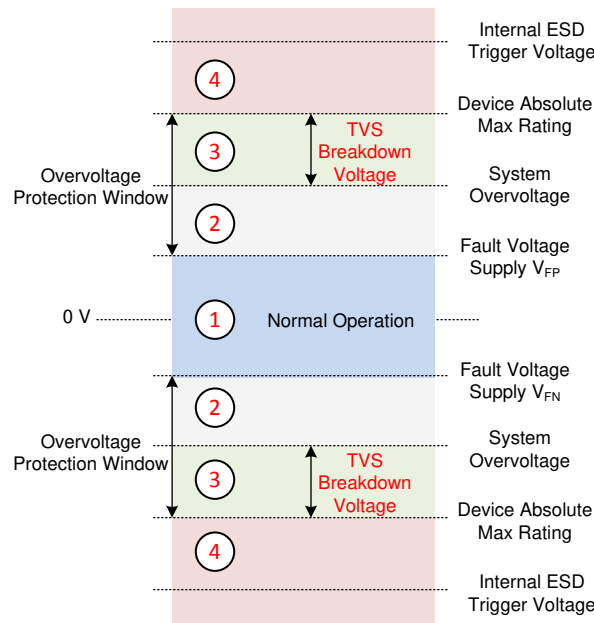 Internal ESD
Trigger Voltage
4
Device Absolute
Max Rating
TVS
Breakdown
Voltage
3
Overvoltage
Protection Window
System
Overvoltage
2
Fault Voltage
Supply VFP
0 V
1
Normal Operation
Fault Voltage
Supply VFN
2
Overvoltage
Protection Window
System
Overvoltage
3
TVS
Breakdown
Voltage
Device Absolute
Max Rating
4
Internal ESD
Trigger Voltage